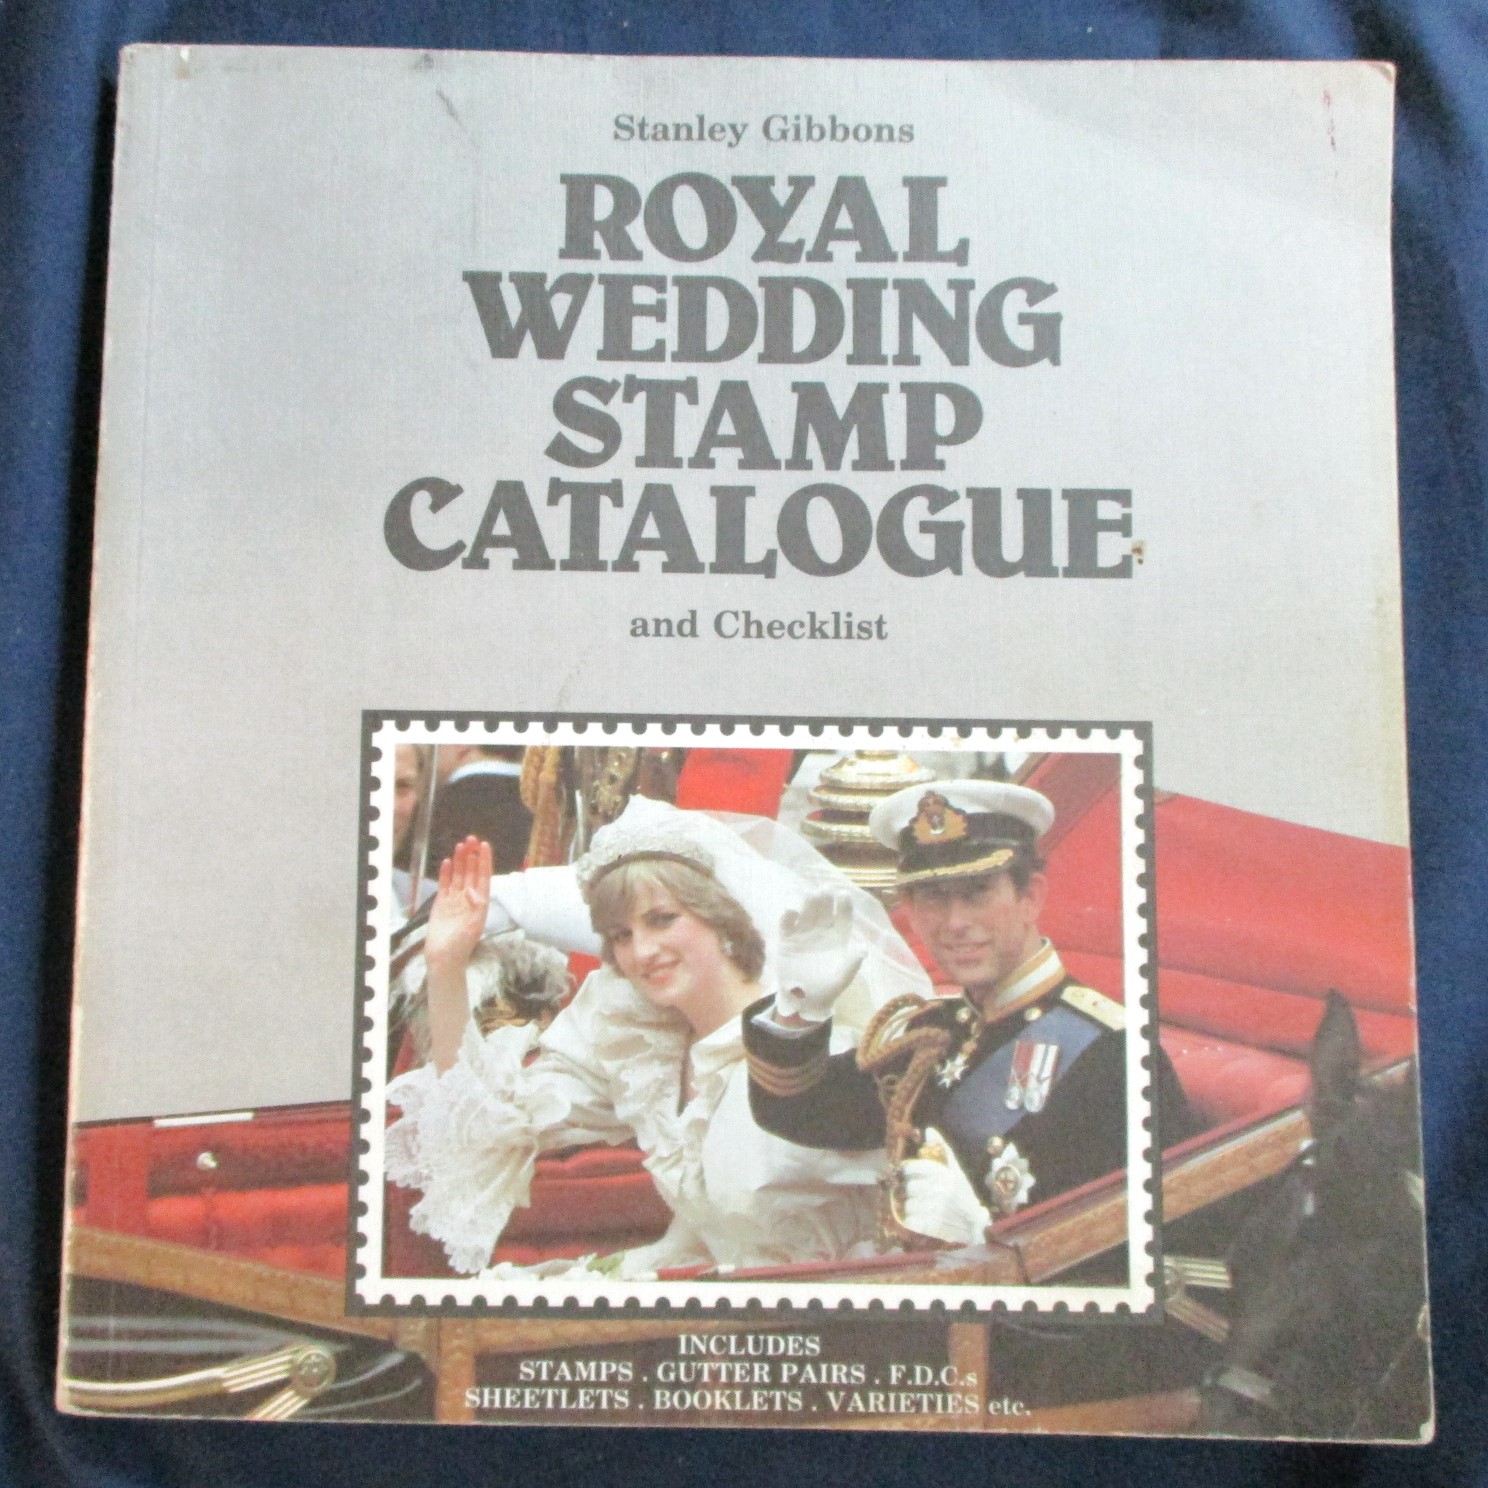 Stanley Gibbons
ROYAL
WEDDING
STAMP
CATALOGUE
and Checklist
INCLUDES
STAMPS . GUTTER PAIRS . F.D.C.s
SHEETLETS . BOOKLETS . VARIETIES etc.